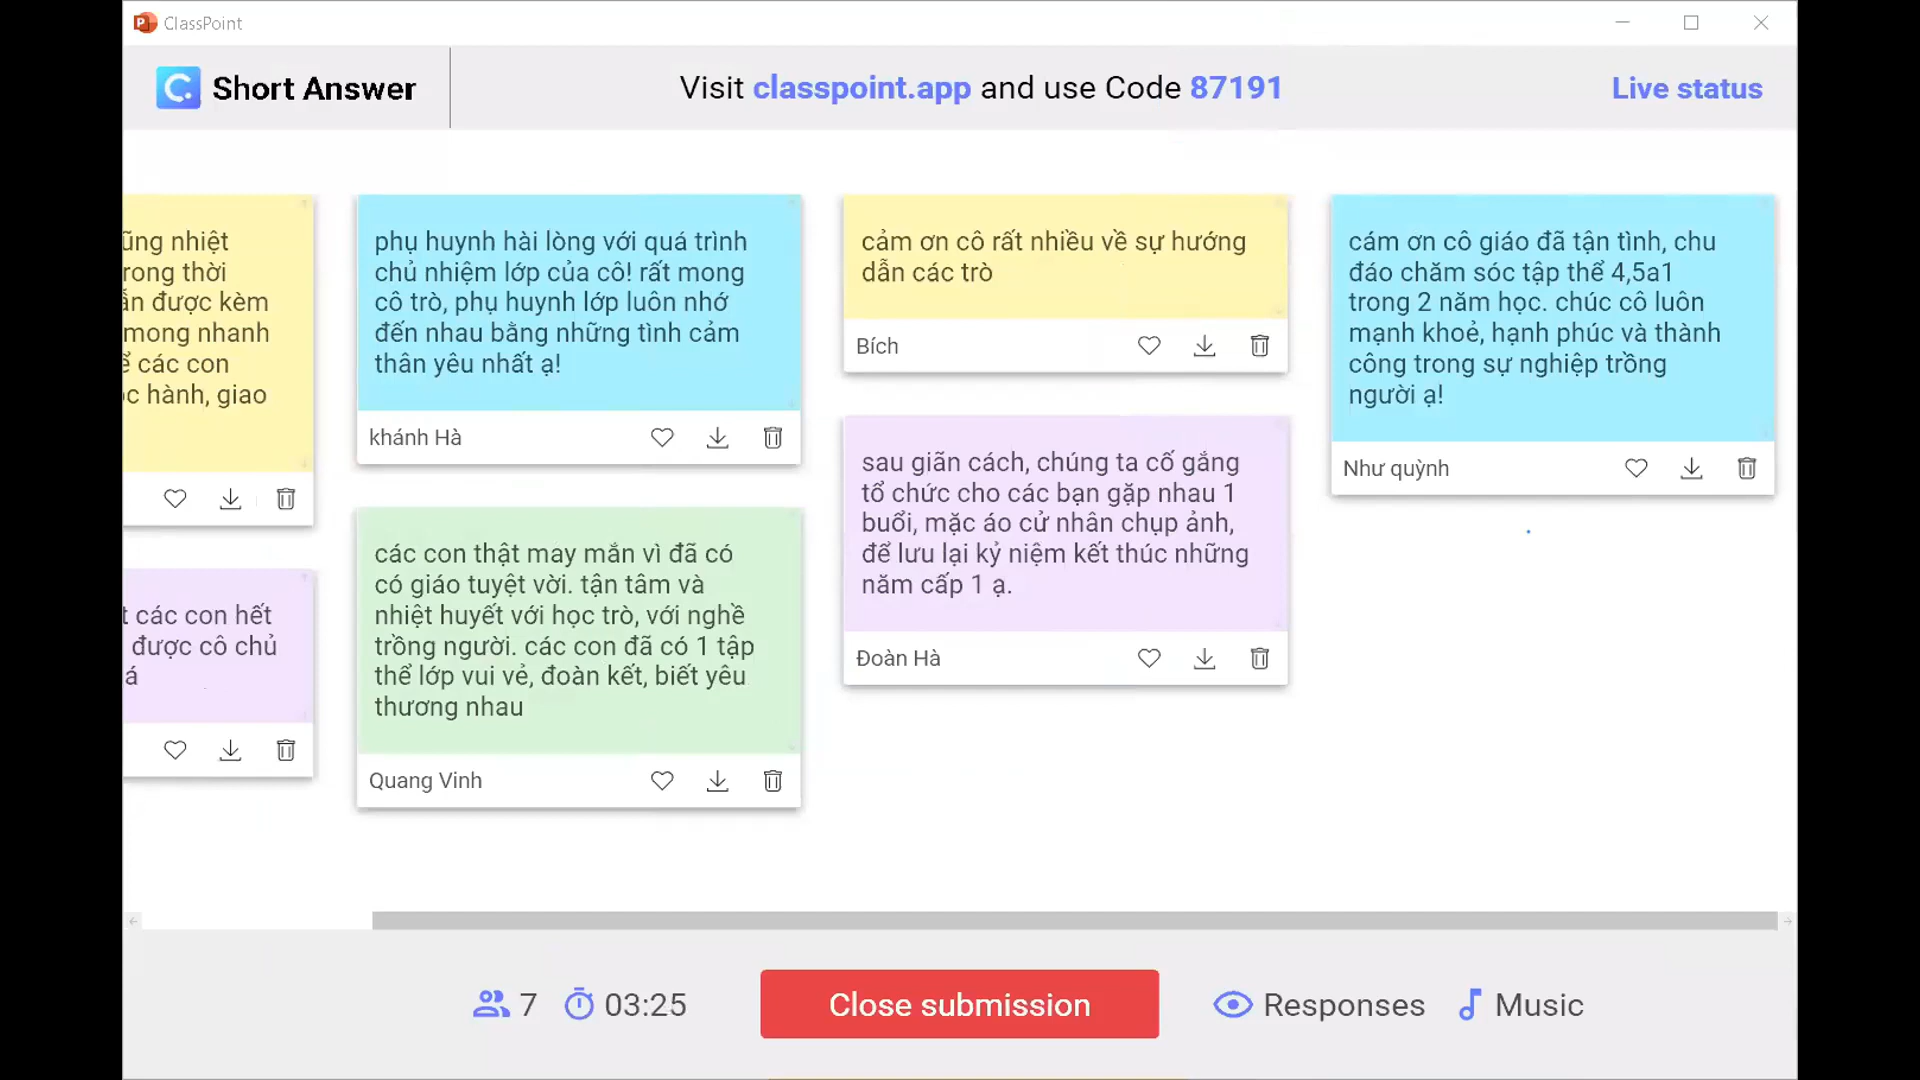 ClassPoint
Short Answer
Visit classpoint.app and use Code 87191
Live status
ũng nhiệt
rong thời
ẫn được kèm
mong nhanh
ể các con
ọc hành, giao
t các con hết
được cô chủ
á
phụ huynh hài lòng với quá trình
chủ nhiệm lớp của cô! rất mong
cô trò, phụ huynh lớp luôn nhớ
đến nhau bằng những tình cảm
thân yêu nhất ạ!
khánh Hà
các con thật may mắn vì đã có
có giáo tuyệt vời. tận tâm và
nhiệt huyết với học trò, với nghề
trồng người. các con đã có 1 tập
thể lớp vui vẻ, đoàn kết, biết yêu
thương nhau
Quang Vinh
cảm ơn cô rất nhiều về sự hướng
dẫn các trò
Bích
sau giãn cách, chúng ta cố gắng
tổ chức cho các bạn gặp nhau 1
buổi, mặc áo cử nhân chụp ảnh,
để lưu lại kỷ niệm kết thúc những
năm cấp 1 ạ.
Đoàn Hà
cám ơn cô giáo đã tận tình, chu
đáo chăm sóc tập thể 4,5a1
trong 2 năm học. chúc cô luôn
mạnh khoẻ, hạnh phúc và thành
công trong sự nghiệp trồng
người ạ!
Như quỳnh
7
03:25
Close submission
Responses
Music